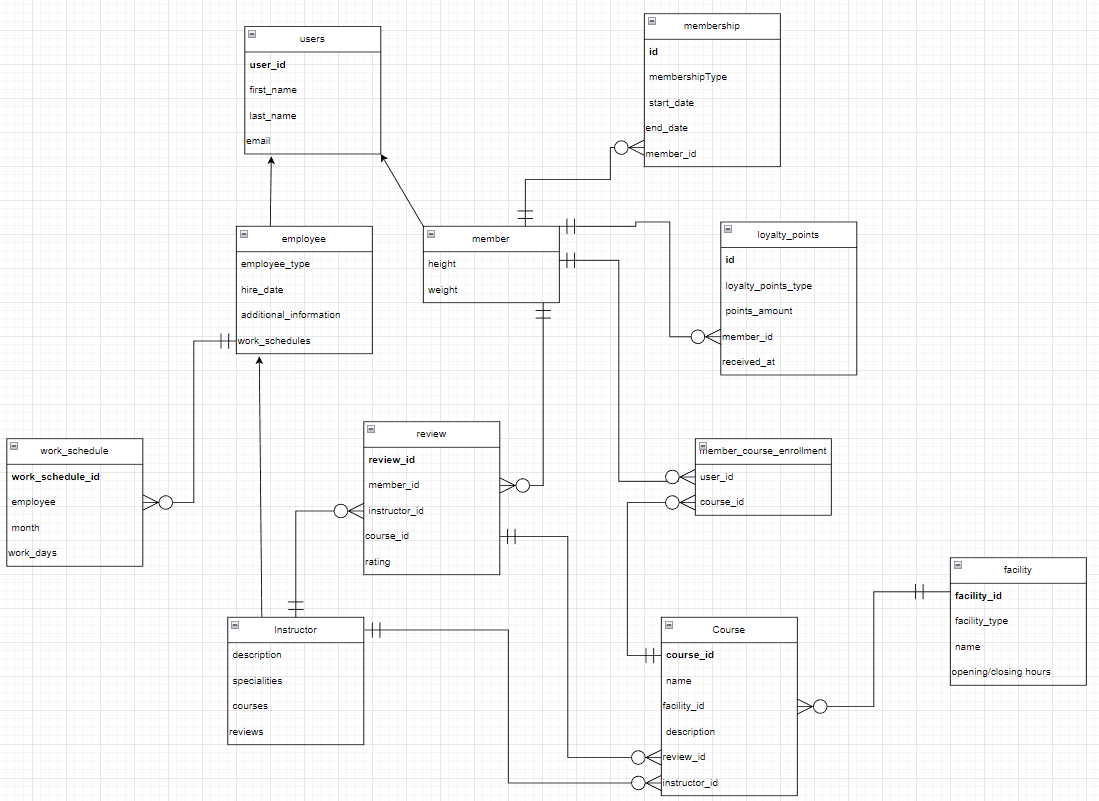 users
user_id
first_name
last_name
email
membership
id
membershipType
start_date
end_date
member_id
employee
employee_type
hire_date
additional_information
work_schedules
member
height
weight
loyalty_points
id
loyalty_points_type
points_amount
member_id
received_at
work_schedule
work_schedule_id
employee
month
work_days
review
review_id
member_id
instructor_id
course_id
rating
member_course_enrollment
user_id
course_id
Instructor
description
specialities
courses
reviews
Course
course_id
name
facility_id
description
review_id
instructor_id
facility
facility_id
facility_type
name
opening/closing hours